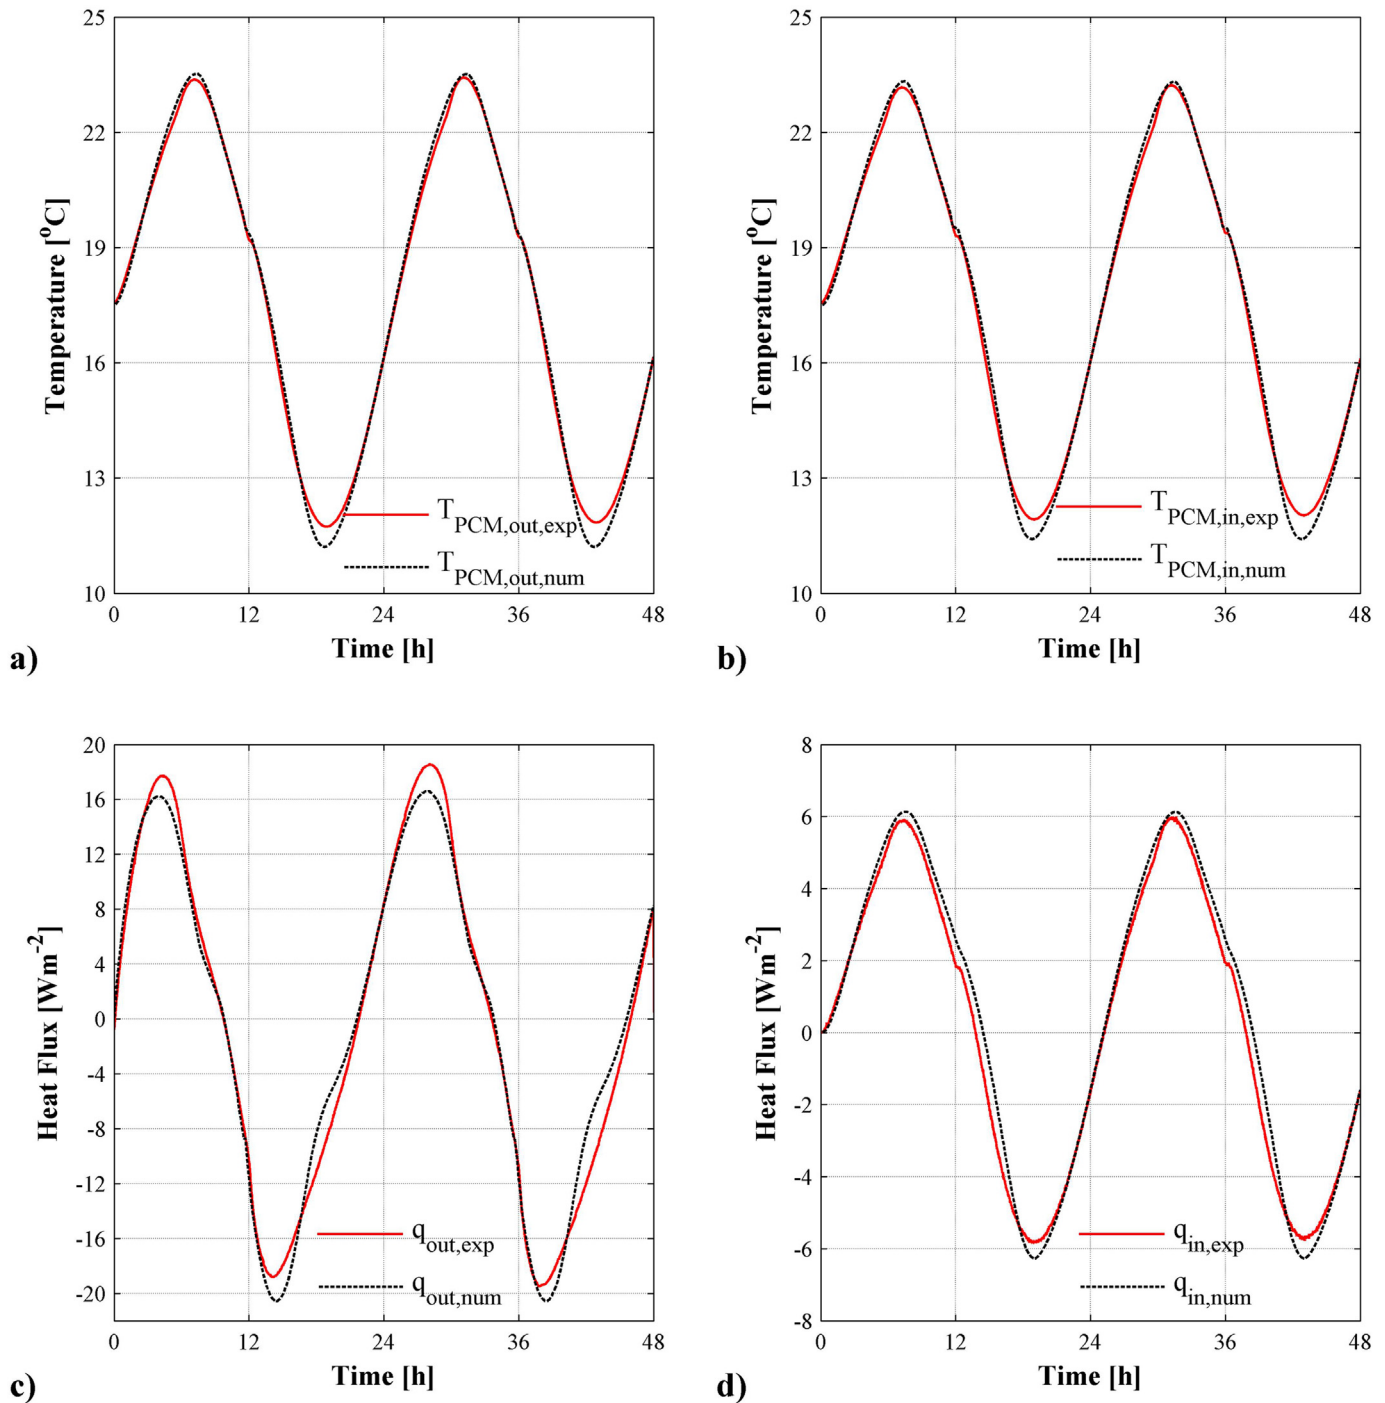 25
22
19
16
13
10
Temperature [°C]
T_PCM,out,exp
T_PCM,out,num
0 12 24 36 48
Time [h]
a)
25
22
19
16
13
10
Temperature [°C]
T_PCM,in,exp
T_PCM,in,num
0 12 24 36 48
Time [h]
b)
20
16
12
8
4
0
-4
-8
-12
-16
-20
Heat Flux [Wm⁻²]
q_out,exp
q_out,num
0 12 24 36 48
Time [h]
c)
8
6
4
2
0
-2
-4
-6
-8
Heat Flux [Wm⁻²]
q_in,exp
q_in,num
0 12 24 36 48
Time [h]
d)